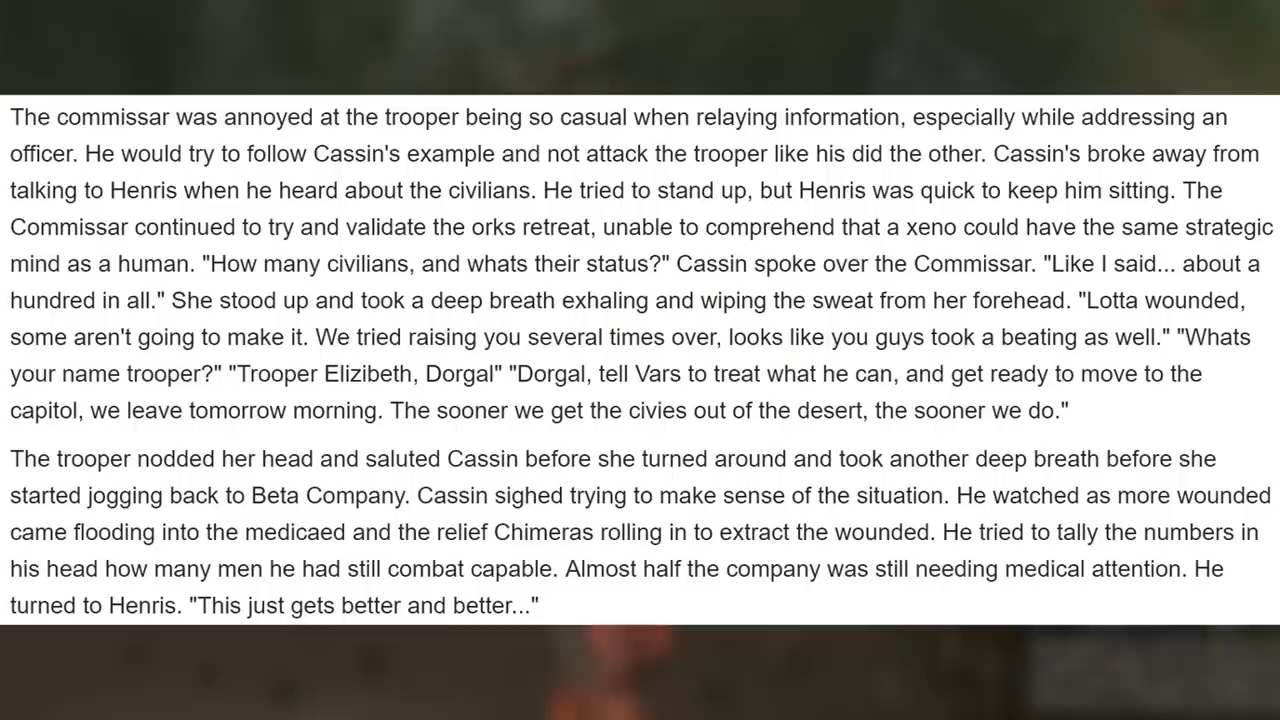 The commissar was annoyed at the trooper being so casual when relaying information, especially while addressing an
officer. He would try to follow Cassin's example and not attack the trooper like his did the other. Cassin's broke away from
talking to Henris when he heard about the civilians. He tried to stand up, but Henris was quick to keep him sitting. The
Commissar continued to try and validate the orks retreat, unable to comprehend that a xeno could have the same strategic
mind as a human. "How many civilians, and whats their status?" Cassin spoke over the Commissar. "Like I said... about a
hundred in all." She stood up and took a deep breath exhaling and wiping the sweat from her forehead. "Lotta wounded,
some aren't going to make it. We tried raising you several times over, looks like you guys took a beating as well." "Whats
your name trooper?" "Trooper Elizibeth, Dorgal" "Dorgal, tell Vars to treat what he can, and get ready to move to the
capitol, we leave tomorrow morning. The sooner we get the civies out of the desert, the sooner we do."
The trooper nodded her head and saluted Cassin before she turned around and took another deep breath before she
started jogging back to Beta Company. Cassin sighed trying to make sense of the situation. He watched as more wounded
came flooding into the medicaed and the relief Chimeras rolling in to extract the wounded. He tried to tally the numbers in
his head how many men he had still combat capable. Almost half the company was still needing medical attention. He
turned to Henris. "This just gets better and better..."